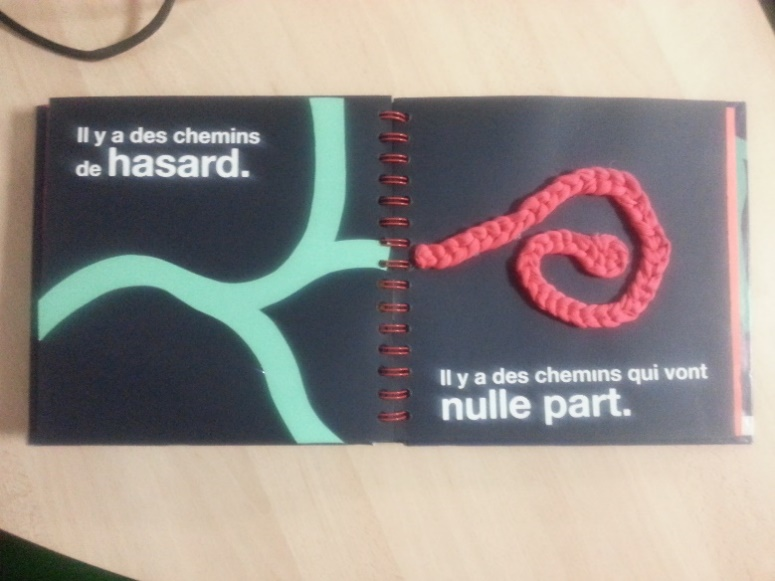 Il y a des chemins
de hasard.
Il y a des chemins qui vont
nulle part.